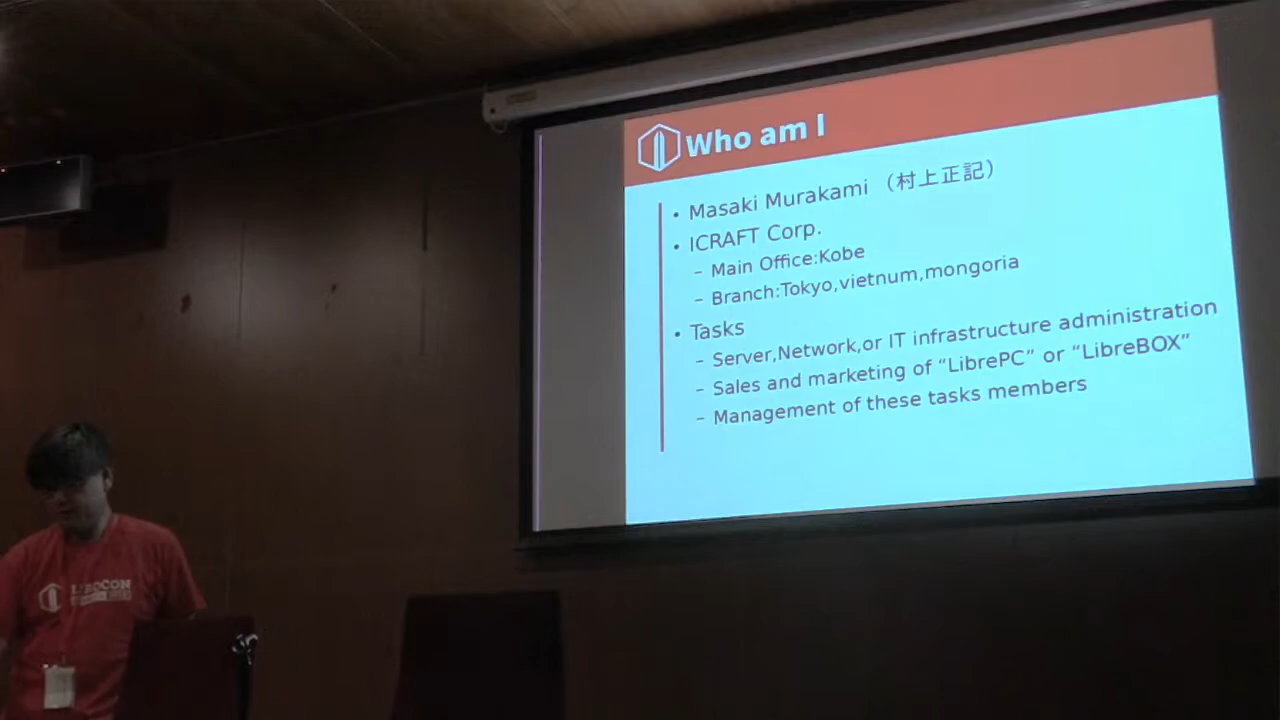 Who am I
• Masaki Murakami （村上正記）
• ICRAFT Corp.
– Main Office:Kobe
– Branch:Tokyo,vietnum,mongoria
• Tasks
– Server,Network,or IT infrastructure administration
– Sales and marketing of “LibrePC” or “LibreBOX”
– Management of these tasks members